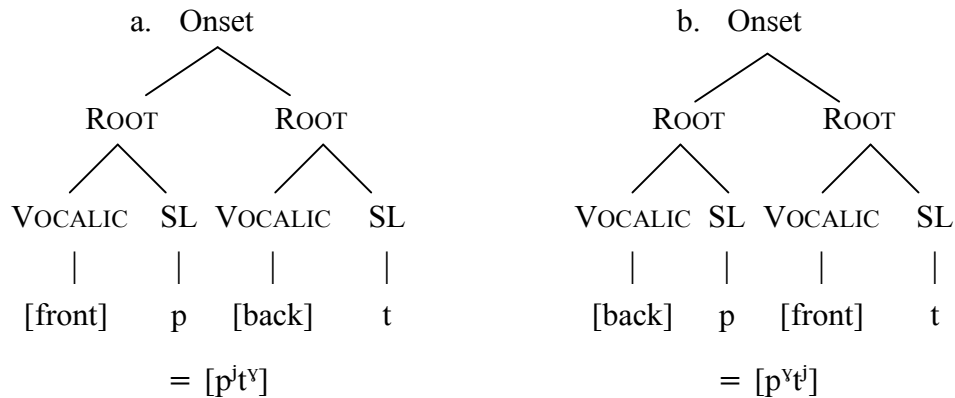 a. Onset b. Onset
ROOT ROOT ROOT ROOT
VOCALIC SL VOCALIC SL VOCALIC SL VOCALIC SL
[front] p [back] t [back] p [front] t
= [pʲtˠ] = [pˠtʲ]